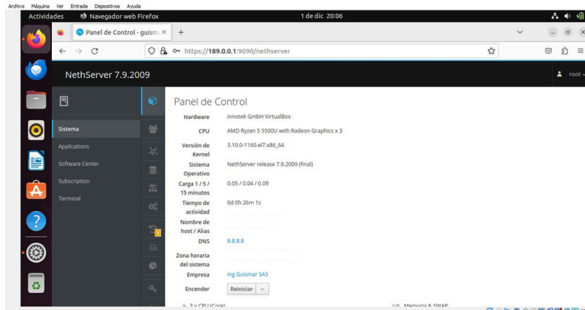 Archivo Máquina Ver Entrada Dispositivos Ayuda
Actividades Navegador web Firefox 1 de dic 20:06
Panel de Control - guism ×
https://189.0.0.1:9090/nethserver
NethServer 7.9.2009 root
Sistema
Applications
Software Center
Subscription
Terminal
Panel de Control
Hardware innotek GmbH VirtualBox
CPU AMD Ryzen 5 5500U with Radeon Graphics x 3
Versión de Kernel 3.10.0-1160.el7.x86_64
Sistema Operativo NethServer release 7.9.2009 (final)
Carga 1 / 5 / 15 minutes 0.05 / 0.04 / 0.09
Tiempo de actividad 0d 0h 26m 1s
Nombre de host / Alias
DNS 8.8.8.8
Zona horaria del sistema
Empresa Ing Guismar SAS
Encender Reiniciar
3 x CPU (Core) Memoria & SWAP